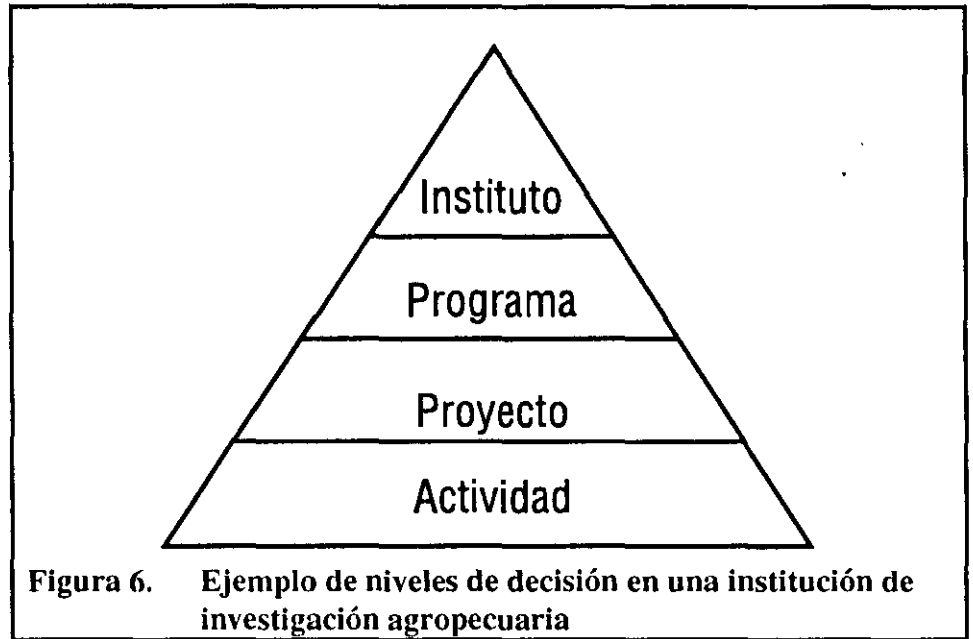 Instituto
Programa
Proyecto
Actividad
Figura 6. Ejemplo de niveles de decisión en una institución de
investigación agropecuaria